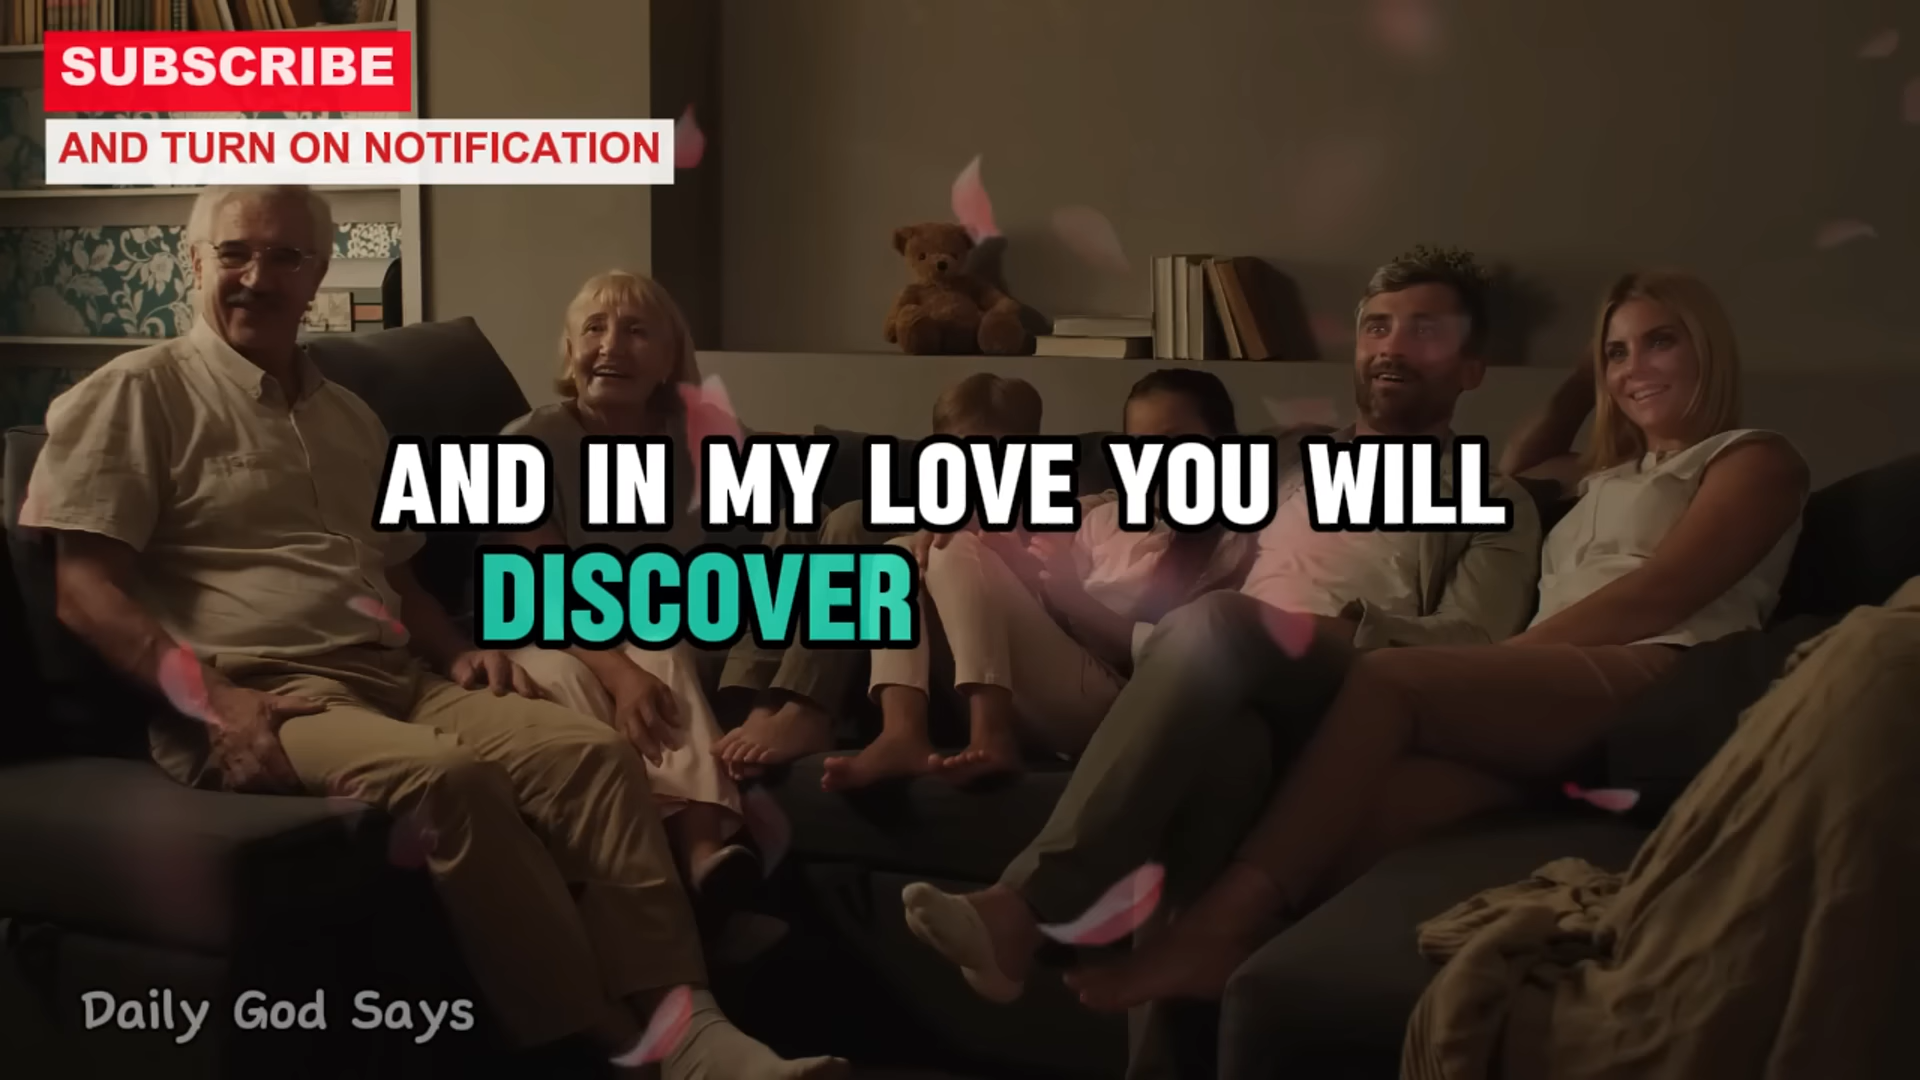 SUBSCRIBE
AND TURN ON NOTIFICATION
AND IN MY LOVE YOU WILL
DISCOVER
Daily God Says